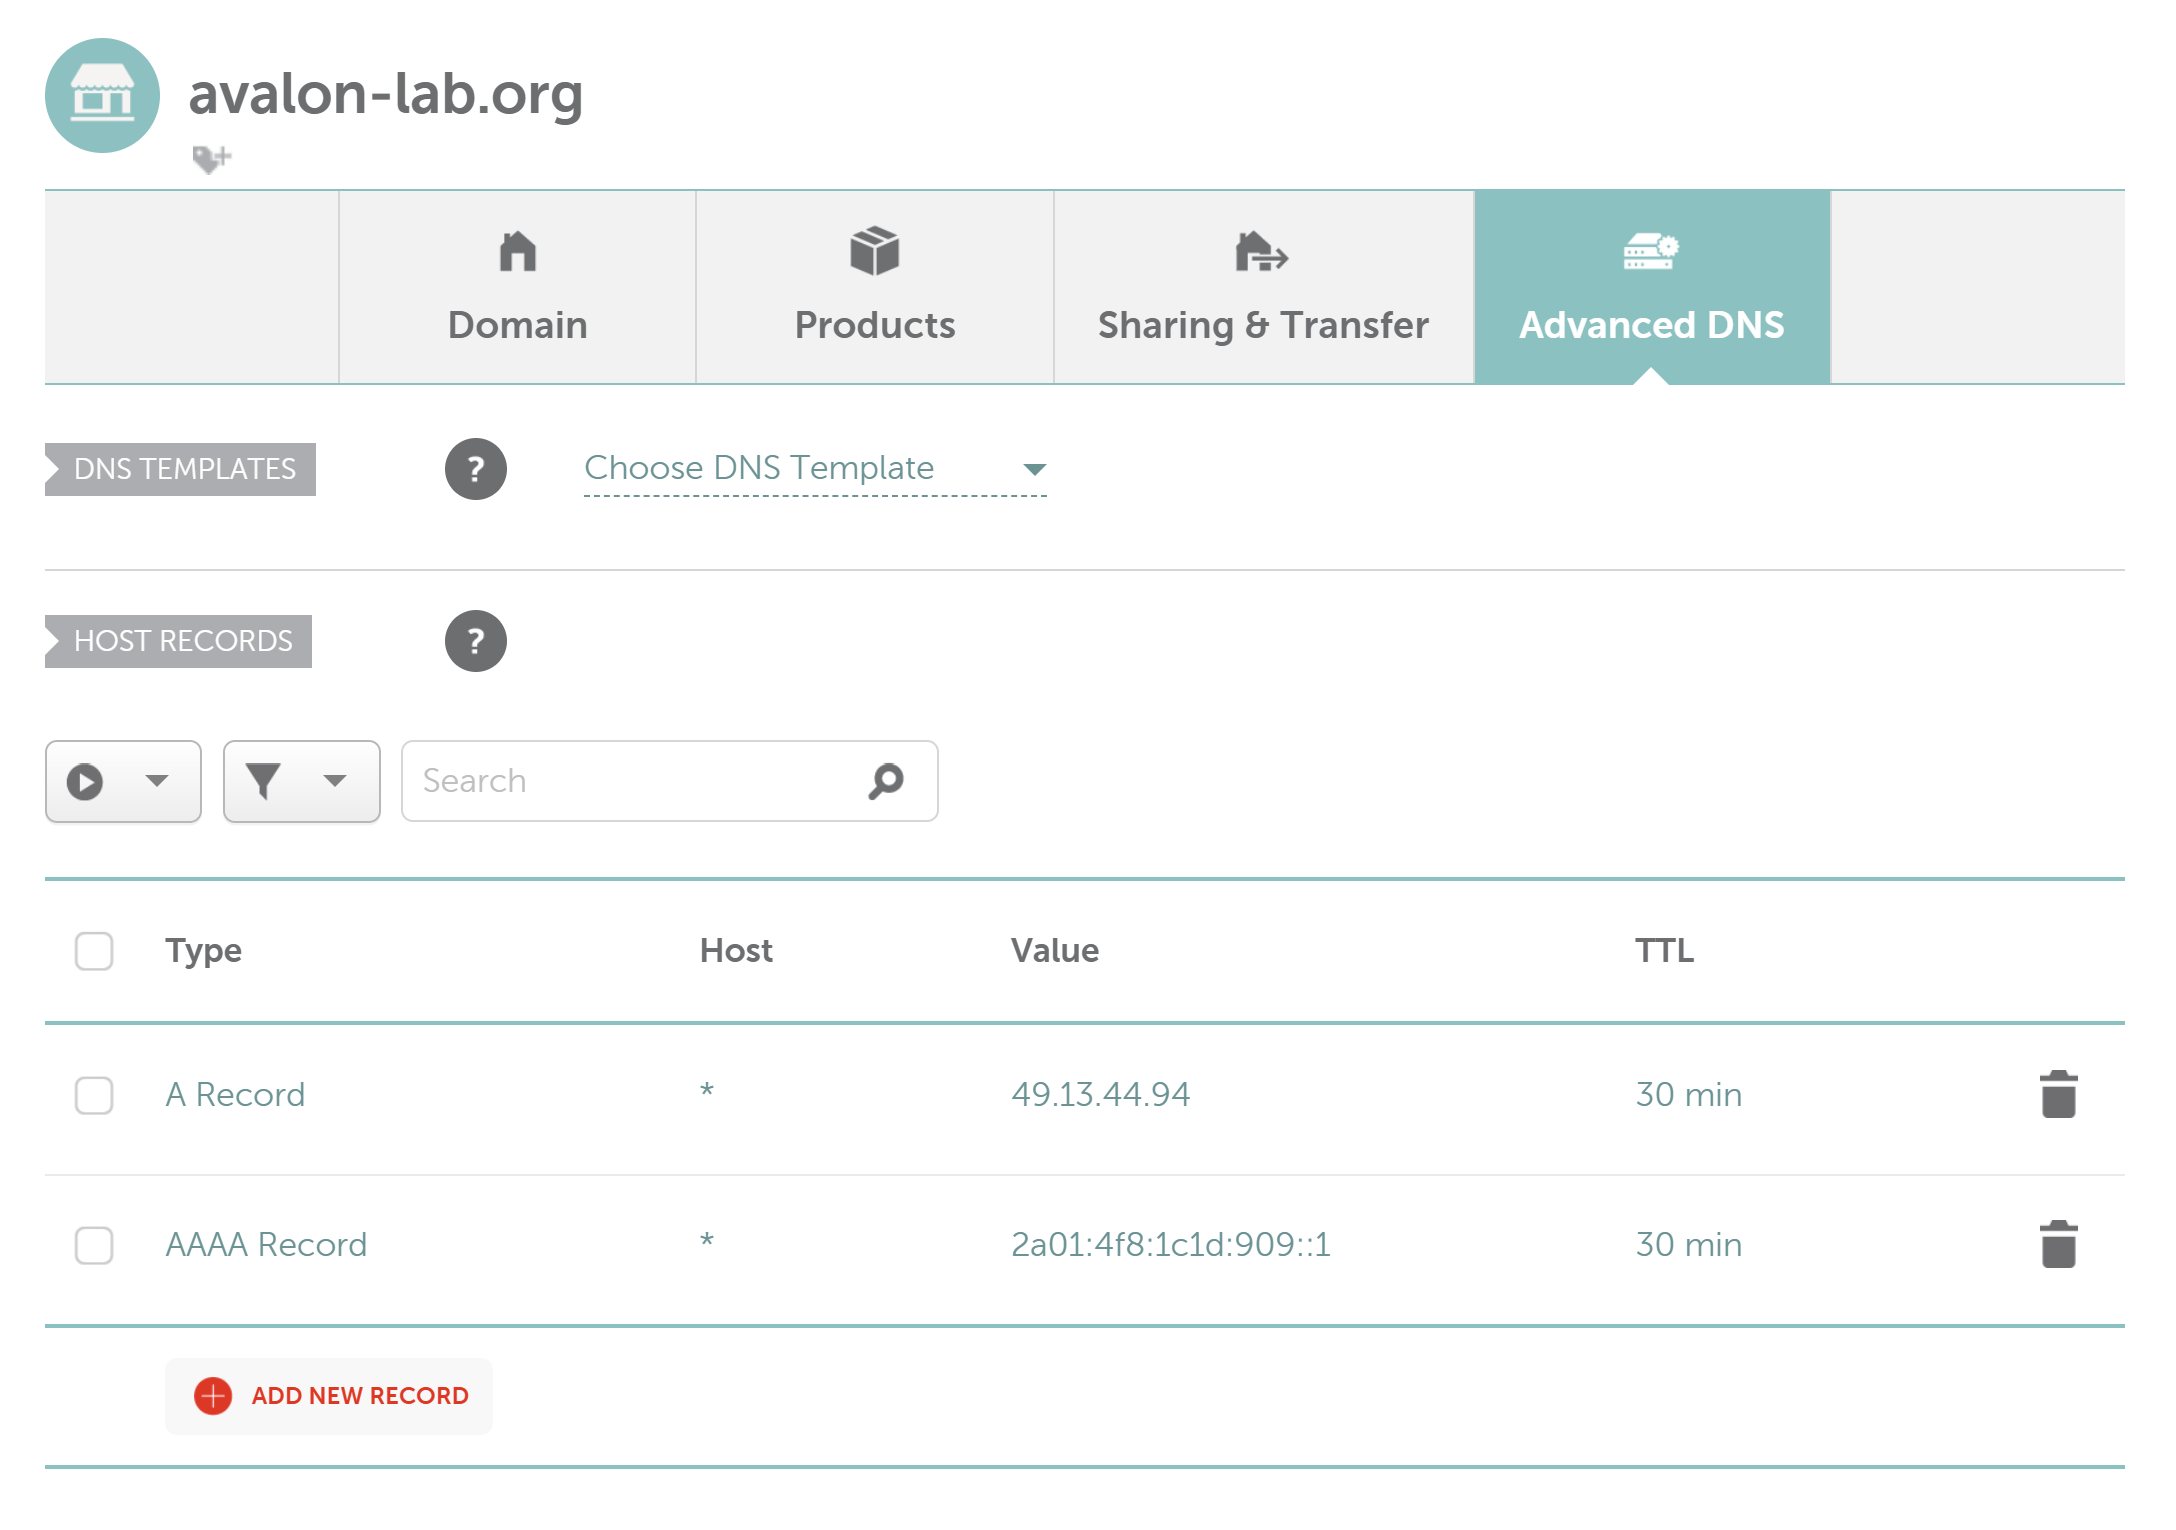 avalon-lab.org
Domain
Products
Sharing & Transfer
Advanced DNS
DNS TEMPLATES
?
Choose DNS Template
HOST RECORDS
?
Search
Type Host Value TTL
A Record * 49.13.44.94 30 min
AAAA Record * 2a01:4f8:1c1d:909::1 30 min
ADD NEW RECORD